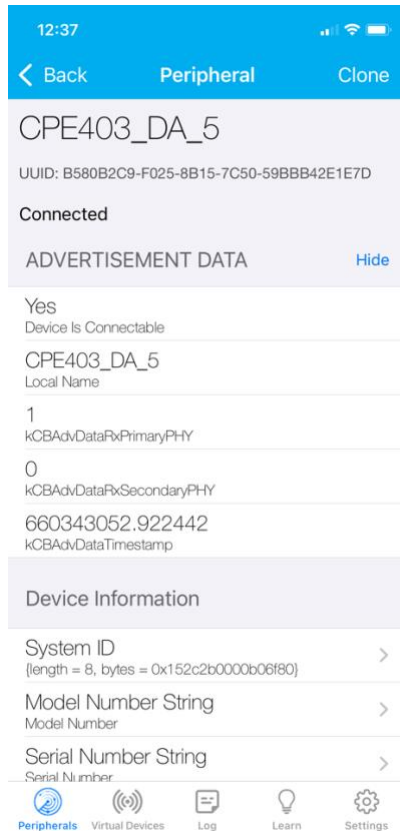 12:37
Back Peripheral Clone
CPE403_DA_5
UUID: B580B2C9-F025-8B15-7C50-59BBB42E1E7D
Connected
ADVERTISEMENT DATA Hide
Yes
Device Is Connectable
CPE403_DA_5
Local Name
1
kCBAdvDataRxPrimaryPHY
0
kCBAdvDataRxSecondaryPHY
660343052.922442
kCBAdvDataTimestamp
Device Information
System ID
{length = 8, bytes = 0x152c2b0000b06f80}
Model Number String
Model Number
Serial Number String
Serial Number
Peripherals Virtual Devices Log Learn Settings